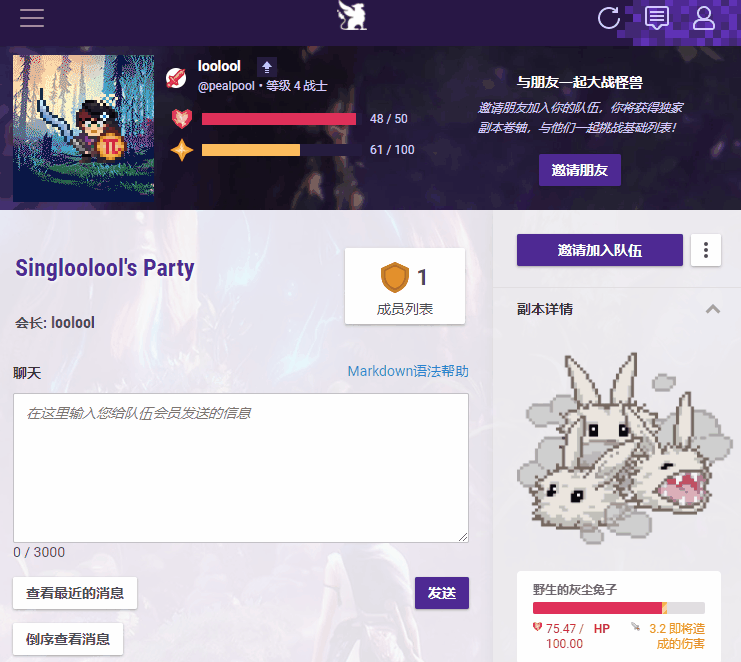 loolool
@pealpool • 等级 4 战士
48 / 50
61 / 100
与朋友一起大战怪兽
邀请朋友加入你的队伍，你将获得独家
副本卷轴，与他们一起挑战基础列表！
邀请朋友
Singloolool's Party
1
成员列表
会长: loolool
聊天
Markdown语法帮助
在这里输入您给队伍会员发送的信息
0 / 3000
查看最近的消息
发送
倒序查看消息
邀请加入队伍
副本详情
野生的灰尘兔子
75.47 / HP
100.00
3.2 即将造
成的伤害